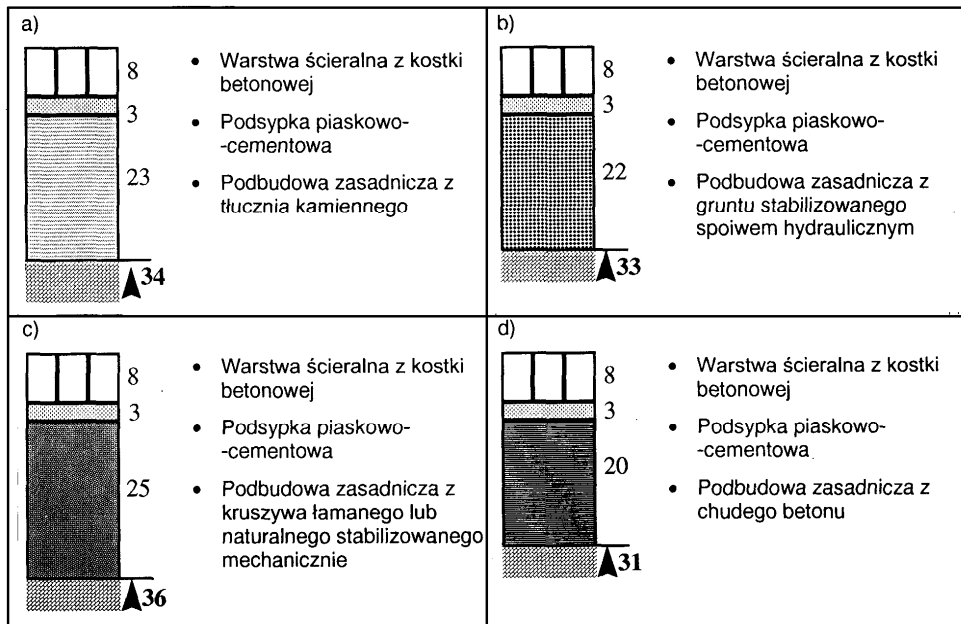 a)
8
3
23
34
• Warstwa ścieralna z kostki
betonowej
• Podsypka piaskowo-
-cementowa
• Podbudowa zasadnicza z
tłucznia kamiennego
b)
8
3
22
33
• Warstwa ścieralna z kostki
betonowej
• Podsypka piaskowo-
-cementowa
• Podbudowa zasadnicza z
gruntu stabilizowanego
spoiwem hydraulicznym
c)
8
3
25
36
• Warstwa ścieralna z kostki
betonowej
• Podsypka piaskowo-
-cementowa
• Podbudowa zasadnicza z
kruszywa łamanego lub
naturalnego stabilizowanego
mechanicznie
d)
8
3
20
31
• Warstwa ścieralna z kostki
betonowej
• Podsypka piaskowo-
-cementowa
• Podbudowa zasadnicza z
chudego betonu